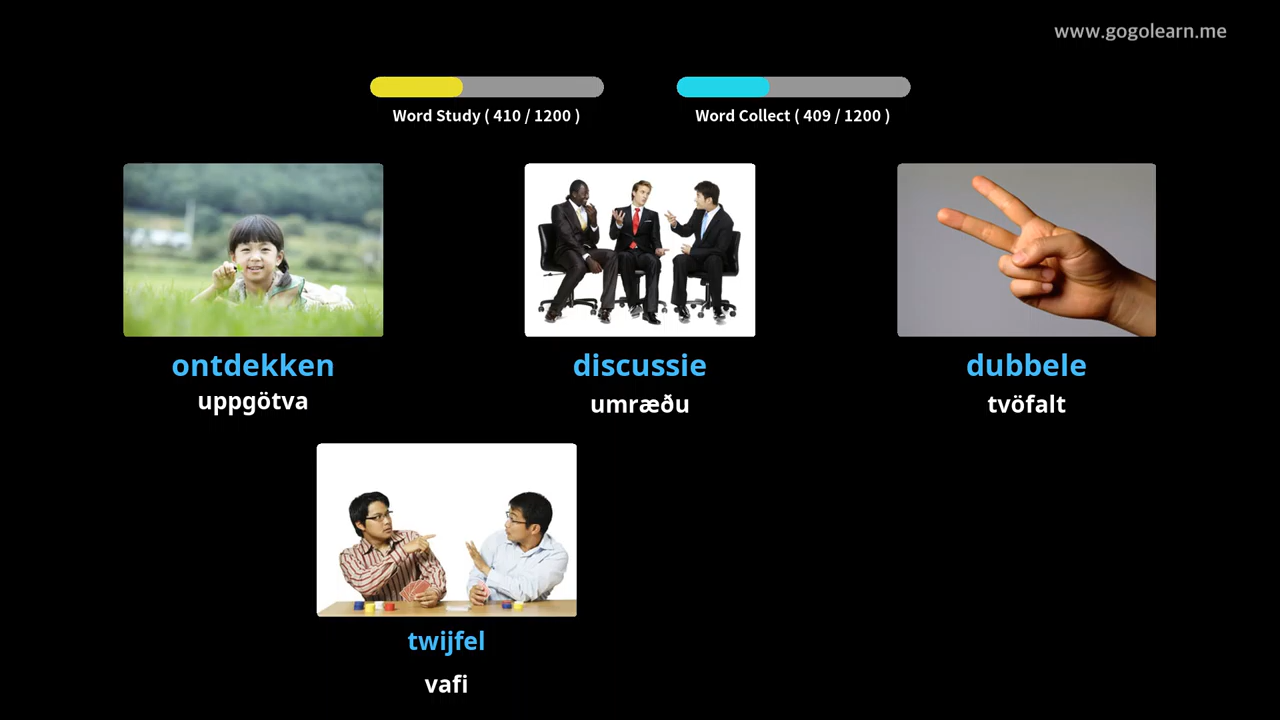 www.gogolearn.me
Word Study ( 410 / 1200 )
Word Collect ( 409 / 1200 )
ontdekken
uppgötva
discussie
umræðu
dubbele
tvöfalt
twijfel
vafi